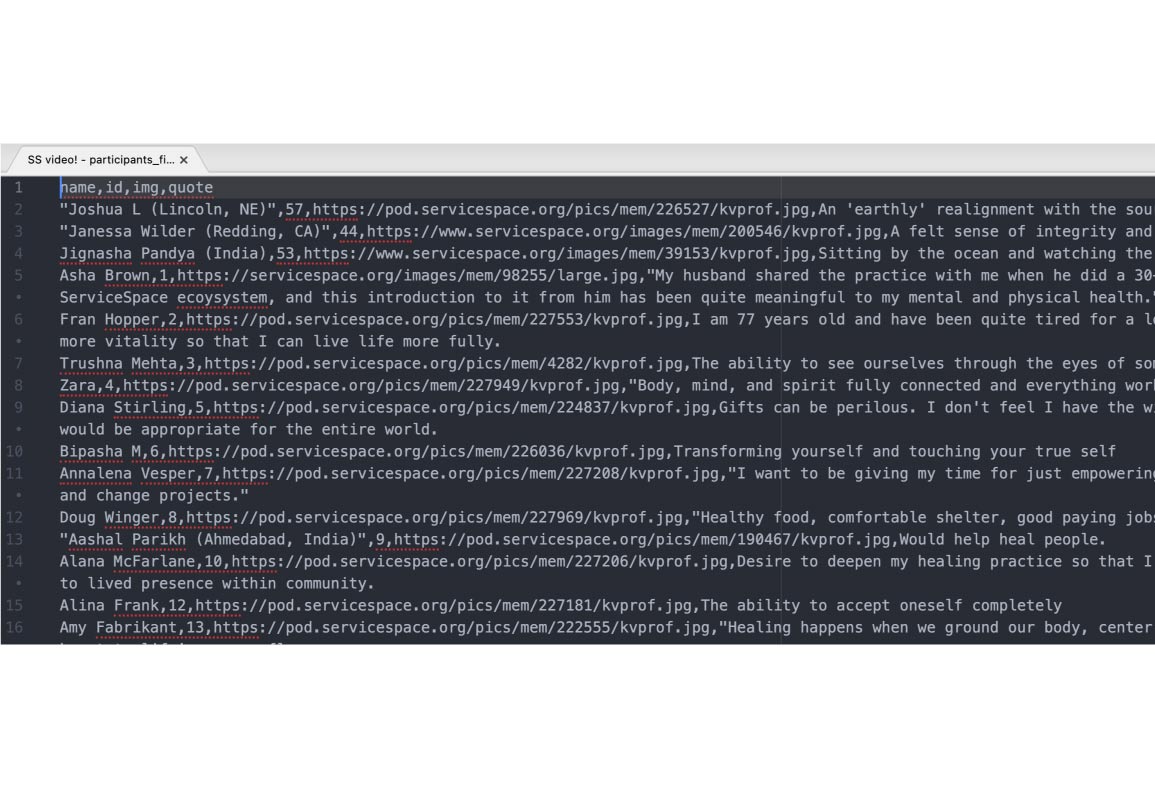 SS video! - participants_fi... ×
1 name,id,img,quote
2 "Joshua L (Lincoln, NE)",57,https://pod.servicespace.org/pics/mem/226527/kvprof.jpg,An 'earthly' realignment with the sou
3 "Janessa Wilder (Redding, CA)",44,https://www.servicespace.org/images/mem/200546/kvprof.jpg,A felt sense of integrity and
4 Jignasha Pandya (India),53,https://www.servicespace.org/images/mem/39153/kvprof.jpg,Sitting by the ocean and watching the
5 Asha Brown,1,https://servicespace.org/images/mem/98255/large.jpg,"My husband shared the practice with me when he did a 30-
• ServiceSpace ecoysystem, and this introduction to it from him has been quite meaningful to my mental and physical health."
6 Fran Hopper,2,https://pod.servicespace.org/pics/mem/227553/kvprof.jpg,I am 77 years old and have been quite tired for a lo
• more vitality so that I can live life more fully.
7 Trushna Mehta,3,https://pod.servicespace.org/pics/mem/4282/kvprof.jpg,The ability to see ourselves through the eyes of som
8 Zara,4,https://pod.servicespace.org/pics/mem/227949/kvprof.jpg,"Body, mind, and spirit fully connected and everything wor
9 Diana Stirling,5,https://pod.servicespace.org/pics/mem/224837/kvprof.jpg,Gifts can be perilous. I don't feel I have the wi
• would be appropriate for the entire world.
10 Bipasha M,6,https://pod.servicespace.org/pics/mem/226036/kvprof.jpg,Transforming yourself and touching your true self
11 Annalena Vesper,7,https://pod.servicespace.org/pics/mem/227208/kvprof.jpg,"I want to be giving my time for just empowering
• and change projects."
12 Doug Winger,8,https://pod.servicespace.org/pics/mem/227969/kvprof.jpg,"Healthy food, comfortable shelter, good paying jobs
13 "Aashal Parikh (Ahmedabad, India)",9,https://pod.servicespace.org/pics/mem/190467/kvprof.jpg,Would help heal people.
14 Alana McFarlane,10,https://pod.servicespace.org/pics/mem/227206/kvprof.jpg,Desire to deepen my healing practice so that I
• to lived presence within community.
15 Alina Frank,12,https://pod.servicespace.org/pics/mem/227181/kvprof.jpg,The ability to accept oneself completely
16 Amy Fabrikant,13,https://pod.servicespace.org/pics/mem/222555/kvprof.jpg,"Healing happens when we ground our body, center